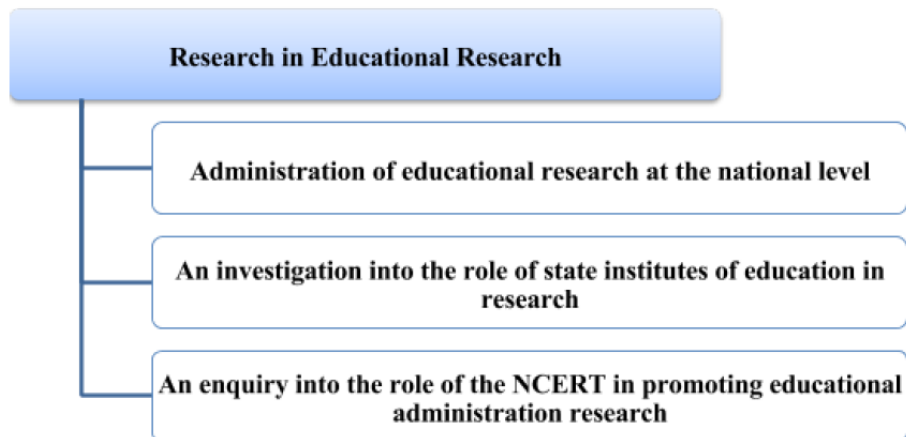 Research in Educational Research
Administration of educational research at the national level
An investigation into the role of state institutes of education in
research
An enquiry into the role of the NCERT in promoting educational
administration research